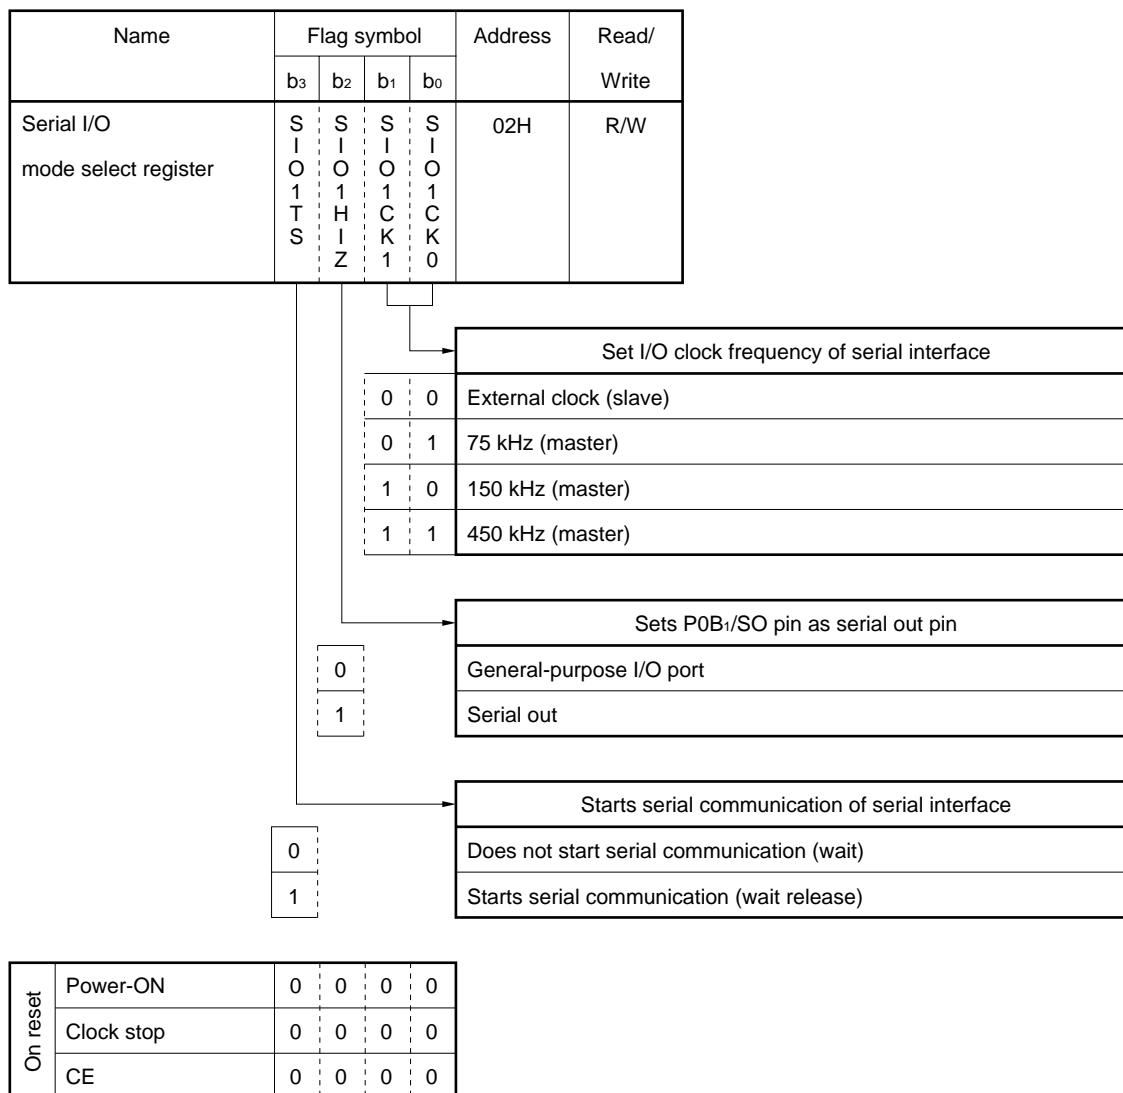 Name Flag symbol Address Read/
b3 b2 b1 b0 Write
Serial I/O SIO1TS SIO1HIZ SIO1CK1 SIO1CK0 02H R/W
mode select register
Set I/O clock frequency of serial interface
0 0 External clock (slave)
0 1 75 kHz (master)
1 0 150 kHz (master)
1 1 450 kHz (master)
Sets P0B1/SO pin as serial out pin
0 General-purpose I/O port
1 Serial out
Starts serial communication of serial interface
0 Does not start serial communication (wait)
1 Starts serial communication (wait release)
On reset
Power-ON 0 0 0 0
Clock stop 0 0 0 0
CE 0 0 0 0